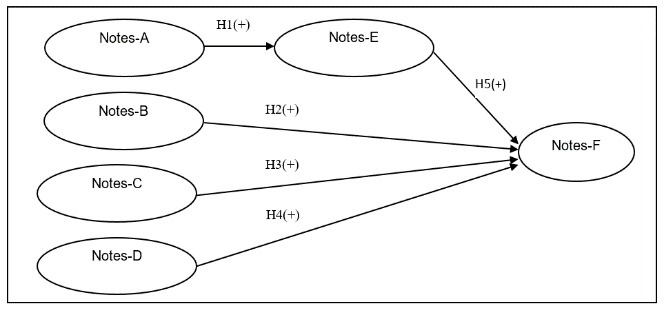 Notes-A
H1(+)
Notes-E
H5(+)
Notes-B
H2(+)
Notes-F
Notes-C
H3(+)
Notes-D
H4(+)